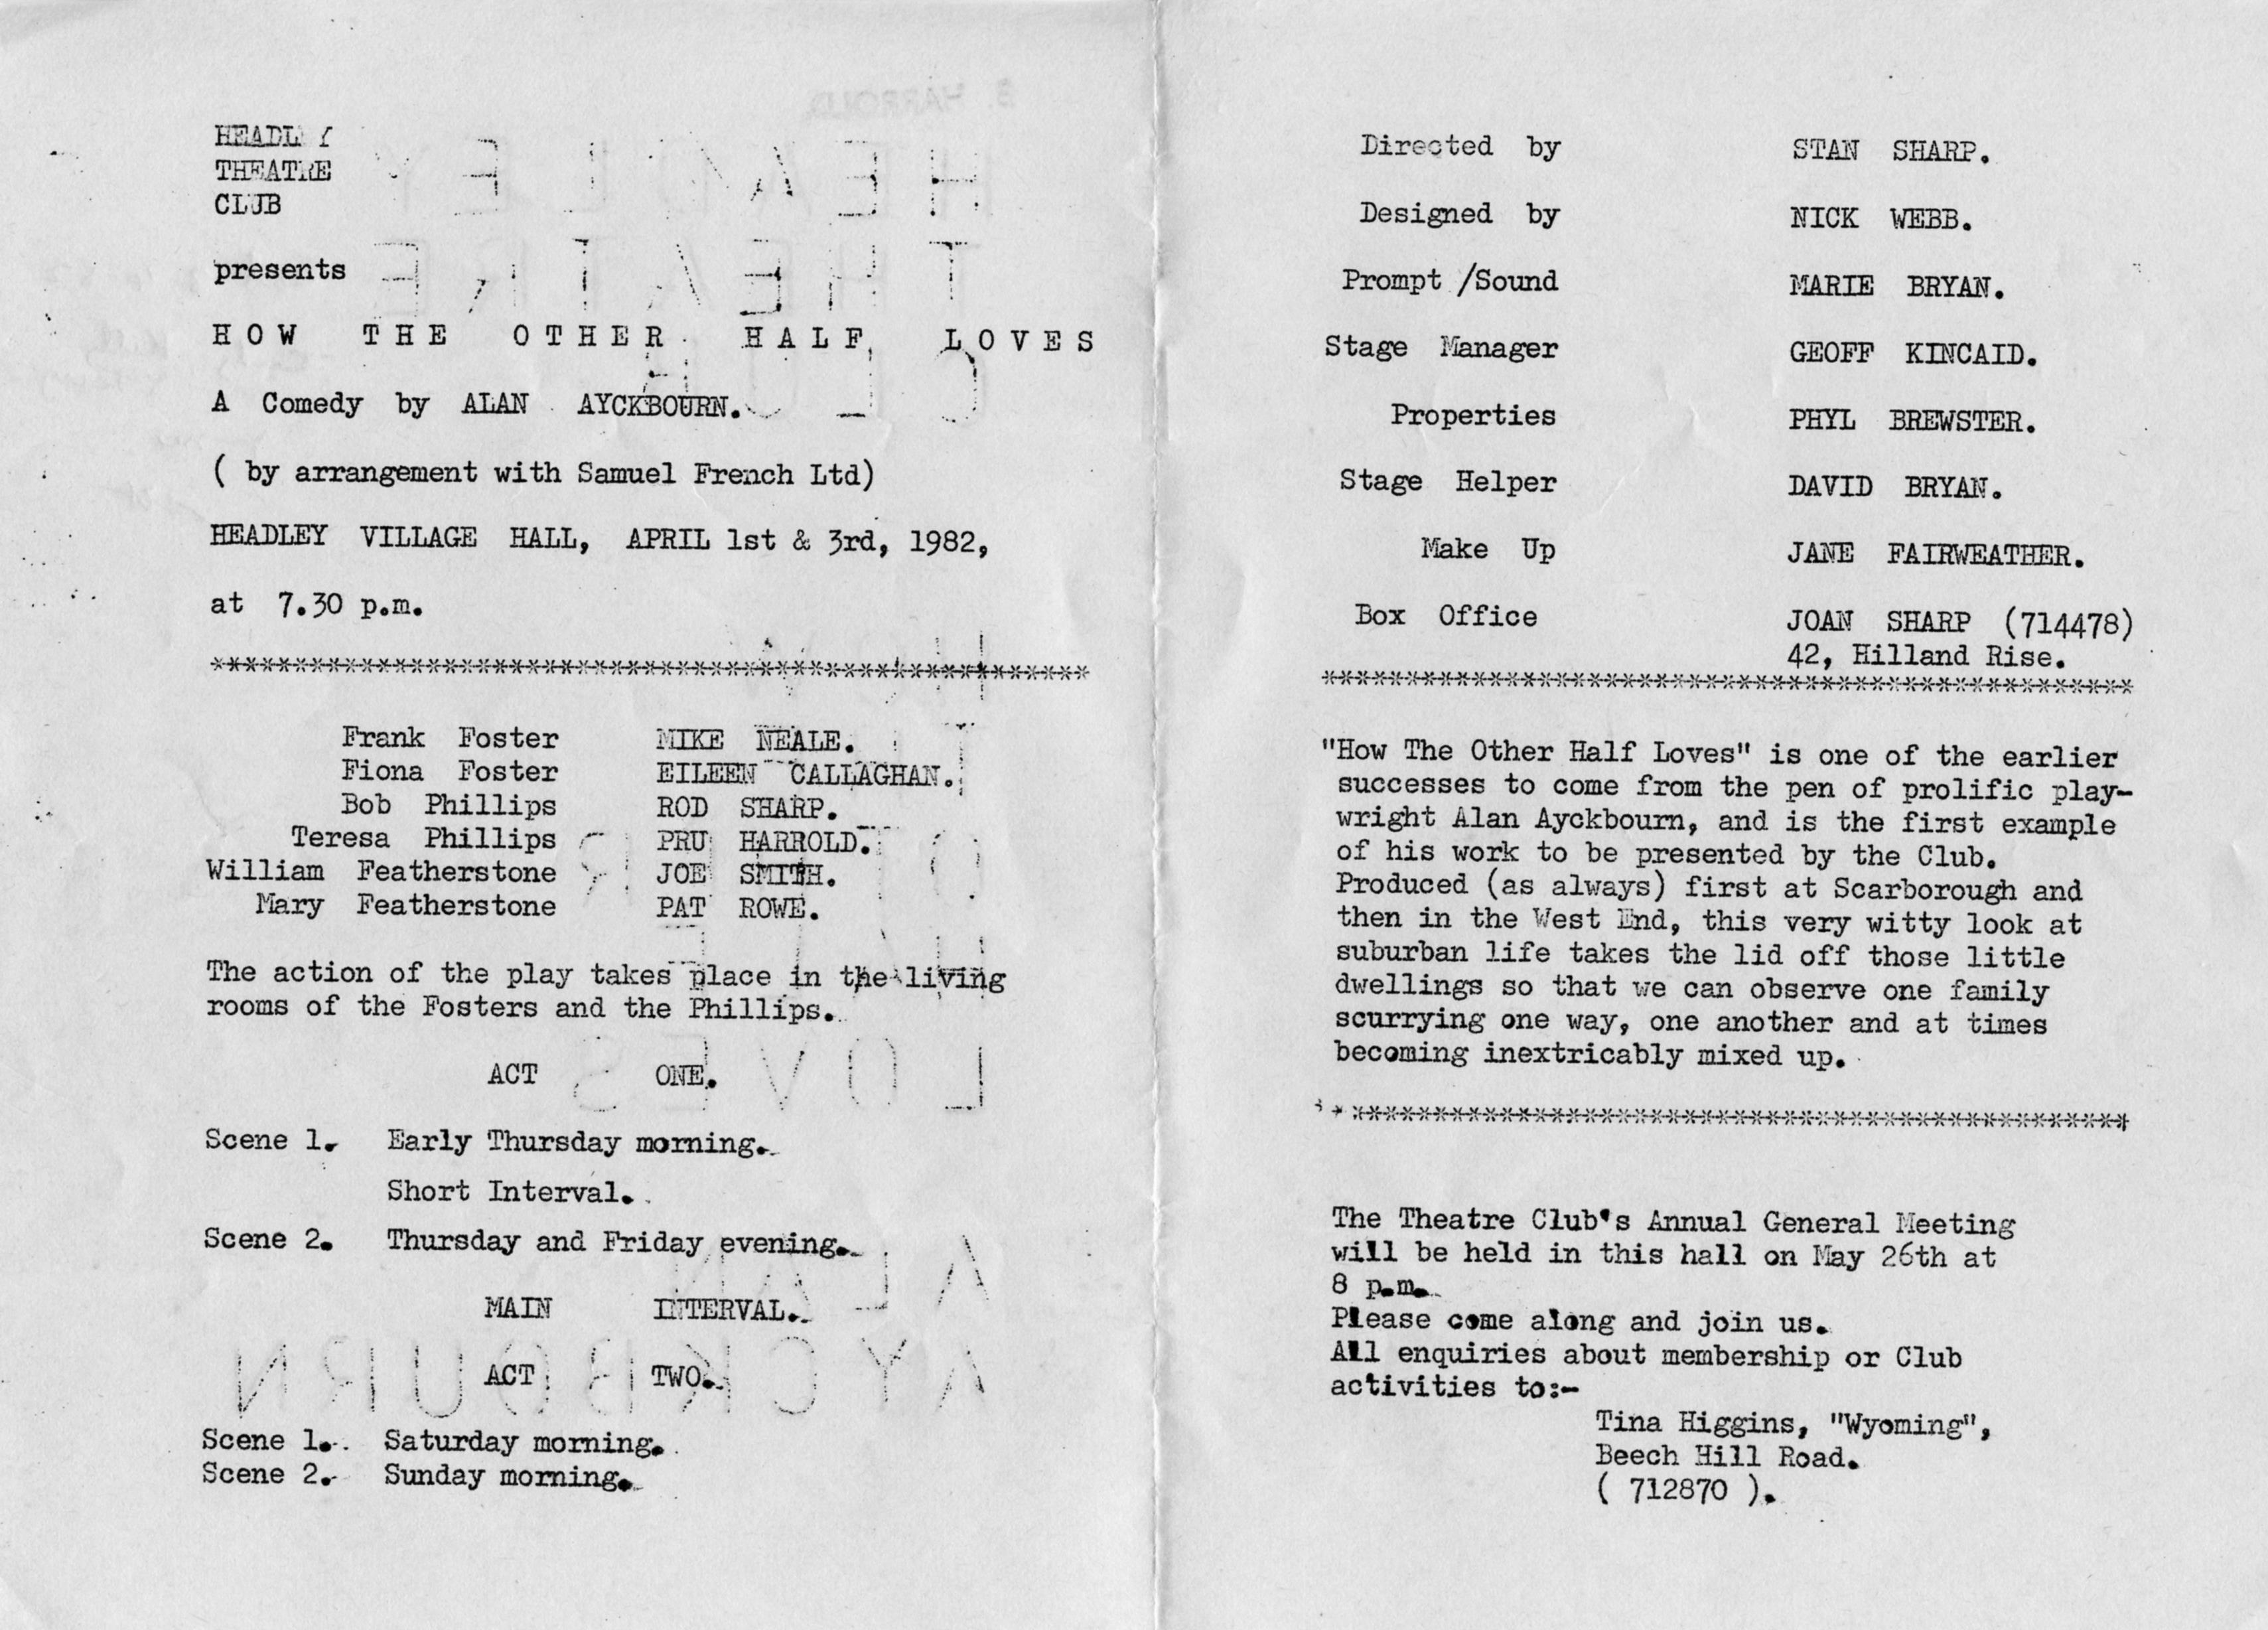 HEADLEY
THEATRE
CLUB
presents
HOW THE OTHER HALF LOVES
A Comedy by ALAN AYCKBOURN.
( by arrangement with Samuel French Ltd)
HEADLEY VILLAGE HALL, APRIL 1st & 3rd, 1982,
at 7.30 p.m.
*****************************************************
Frank Foster MIKE NEALE.
Fiona Foster EILEEN CALLAGHAN.
Bob Phillips ROD SHARP.
Teresa Phillips PRU HARROLD.
William Featherstone JOE SMITH.
Mary Featherstone PAT ROWE.
The action of the play takes place in the living
rooms of the Fosters and the Phillips.
ACT ONE.
Scene 1. Early Thursday morning.
Short Interval.
Scene 2. Thursday and Friday evening.
MAIN INTERVAL.
ACT TWO.
Scene 1. Saturday morning.
Scene 2. Sunday morning.
Directed by STAN SHARP.
Designed by NICK WEBB.
Prompt /Sound MARIE BRYAN.
Stage Manager GEOFF KINCAID.
Properties PHYL BREWSTER.
Stage Helper DAVID BRYAN.
Make Up JANE FAIRWEATHER.
Box Office JOAN SHARP (714478)
42, Hilland Rise.
*************************************************
"How The Other Half Loves" is one of the earlier
successes to come from the pen of prolific play-
wright Alan Ayckbourn, and is the first example
of his work to be presented by the Club.
Produced (as always) first at Scarborough and
then in the West End, this very witty look at
suburban life takes the lid off those little
dwellings so that we can observe one family
scurrying one way, one another and at times
becoming inextricably mixed up.
*************************************************
The Theatre Club's Annual General Meeting
will be held in this hall on May 26th at
8 p.m.
Please come along and join us.
All enquiries about membership or Club
activities to:-
Tina Higgins, "Wyoming",
Beech Hill Road.
( 712870 ).